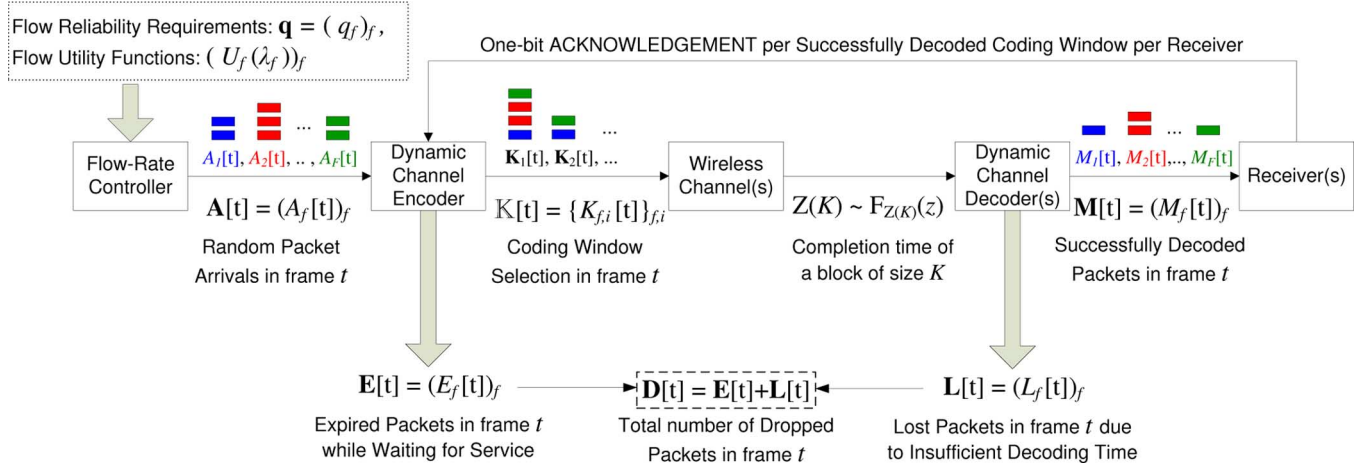 Flow Reliability Requirements: q = ( q_f )_f ,
Flow Utility Functions: ( U_f (λ_f ))_f
One-bit ACKNOWLEDGEMENT per Successfully Decoded Coding Window per Receiver
Flow-Rate
Controller
...
A_1[t], A_2[t], .. , A_F[t]
A[t] = (A_f[t])_f
Random Packet
Arrivals in frame t
Dynamic
Channel
Encoder
...
K_1[t], K_2[t], ...
𝕂[t] = {K_{f,i}[t]}_{f,i}
Coding Window
Selection in frame t
Wireless
Channel(s)
Z(K) ~ F_{Z(K)}(z)
Completion time of
a block of size K
Dynamic
Channel
Decoder(s)
...
M_1[t], M_2[t],.., M_F[t]
M[t] = (M_f[t])_f
Successfully Decoded
Packets in frame t
Receiver(s)
E[t] = (E_f[t])_f
Expired Packets in frame t
while Waiting for Service
D[t] = E[t]+L[t]
Total number of Dropped
Packets in frame t
L[t] = (L_f[t])_f
Lost Packets in frame t due
to Insufficient Decoding Time